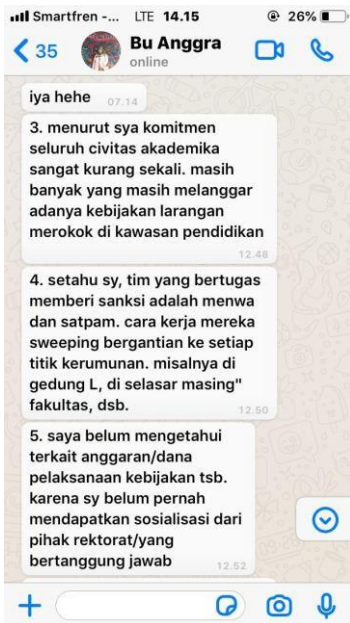 Smartfren -... LTE 14.15 26%
35 Bu Anggra
online
iya hehe 07.14
3. menurut sya komitmen
seluruh civitas akademika
sangat kurang sekali. masih
banyak yang masih melanggar
adanya kebijakan larangan
merokok di kawasan pendidikan
12.48
4. setahu sy, tim yang bertugas
memberi sanksi adalah menwa
dan satpam. cara kerja mereka
sweeping bergantian ke setiap
titik kerumunan. misalnya di
gedung L, di selasar masing"
fakultas, dsb. 12.50
5. saya belum mengetahui
terkait anggaran/dana
pelaksanaan kebijakan tsb.
karena sy belum pernah
mendapatkan sosialisasi dari
pihak rektorat/yang
bertanggung jawab 12.52